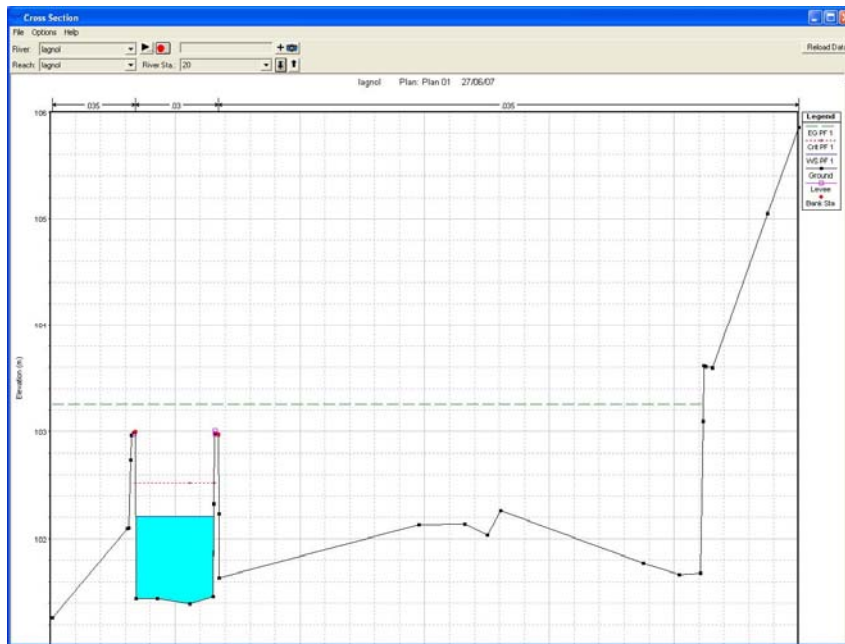 Cross Section
File Options Help
River: lagnol
Reload Data
Reach: lagnol River Sta.: 20
lagnol Plan: Plan 01 27/06/07
.035 .03 .035
106
105
104
103
102
Elevation (m)
Legend
EG PF 1
Crit PF 1
WS PF 1
Ground
Levee
Bank Sta